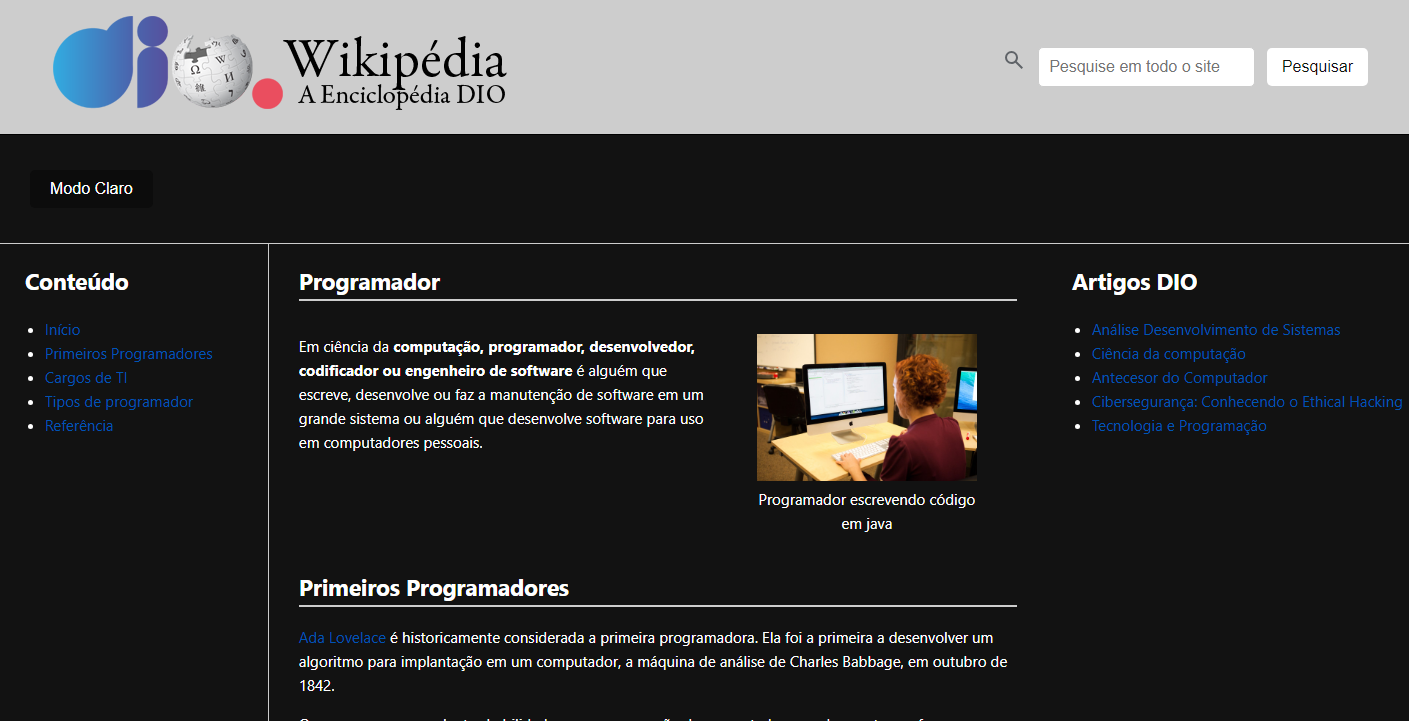 dio.
Wikipédia
A Enciclopédia DIO
Pesquise em todo o site
Pesquisar
Modo Claro
Conteúdo
Início
Primeiros Programadores
Cargos de TI
Tipos de programador
Referência
Programador
Em ciência da computação, programador, desenvolvedor,
codificador ou engenheiro de software é alguém que
escreve, desenvolve ou faz a manutenção de software em um
grande sistema ou alguém que desenvolve software para uso
em computadores pessoais.
Programador escrevendo código
em java
Primeiros Programadores
Ada Lovelace é historicamente considerada a primeira programadora. Ela foi a primeira a desenvolver um
algoritmo para implantação em um computador, a máquina de análise de Charles Babbage, em outubro de
1842.
Artigos DIO
Análise Desenvolvimento de Sistemas
Ciência da computação
Antecesor do Computador
Cibersegurança: Conhecendo o Ethical Hacking
Tecnologia e Programação